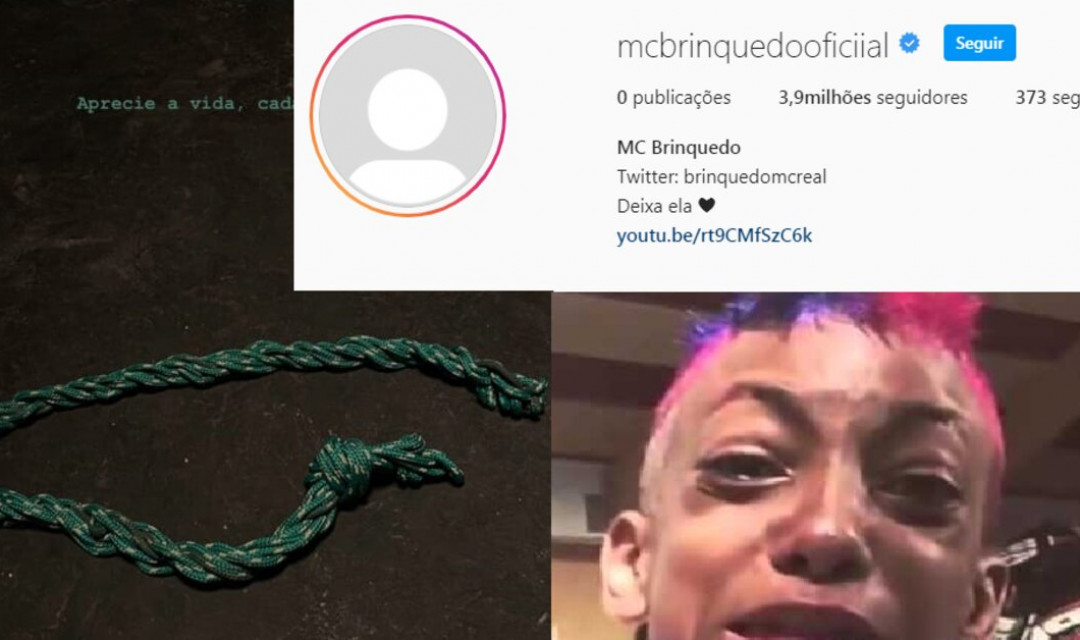 Aprecie a vida, cada
mcbrinquedooficiial
Seguir
0 publicações 3,9milhões seguidores 373 seg
MC Brinquedo
Twitter: brinquedomcreal
Deixa ela 🖤
youtu.be/rt9CMfSzC6k